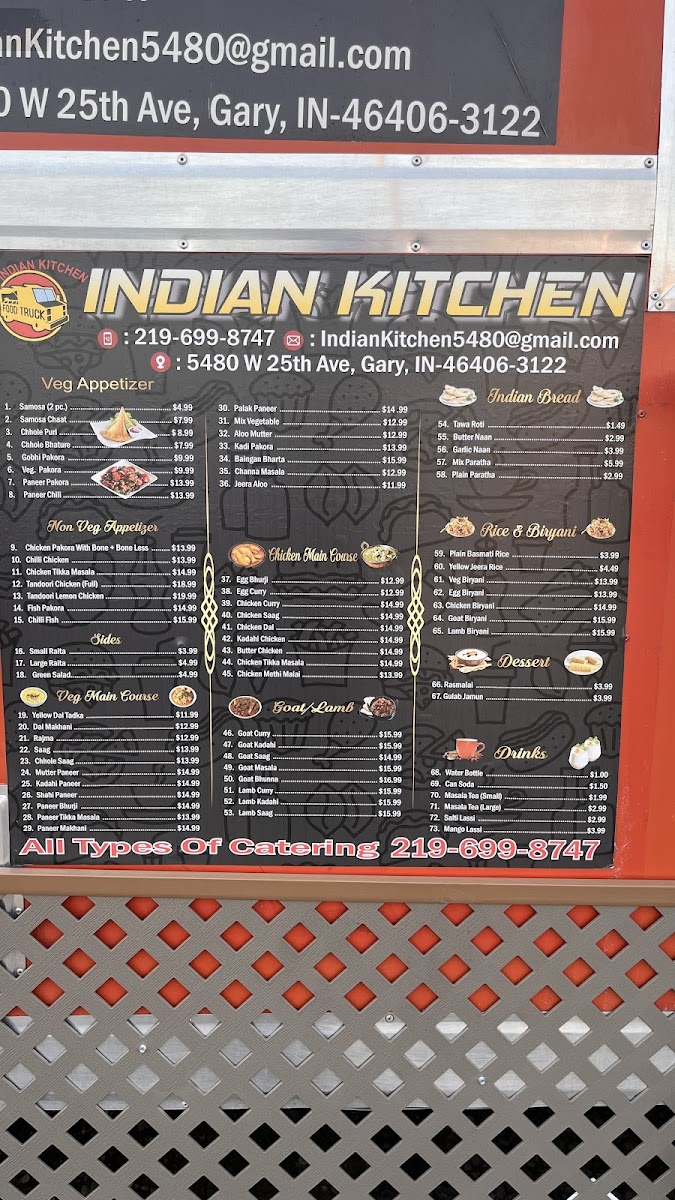 anKitchen5480@gmail.com
0 W 25th Ave, Gary, IN-46406-3122
INDIAN KITCHEN
FOOD TRUCK
INDIAN KITCHEN
: 219-699-8747 : IndianKitchen5480@gmail.com
: 5480 W 25th Ave, Gary, IN-46406-3122
Veg Appetizer
1. Samosa (2 pc.) $4.99
2. Samosa Chaat $7.99
3. Chhole Puri $8.99
4. Chhole Bhature $7.99
5. Gobhi Pakora $9.99
6. Veg. Pakora $9.99
7. Paneer Pakora $13.99
8. Paneer Chili $13.99
Non Veg Appetizer
9. Chicken Pakora With Bone + Bone Less $13.99
10. Chilli Chicken $13.99
11. Chicken Tikka Masala $14.99
12. Tandoori Chicken (Full) $18.99
13. Tandoori Lemon Chicken $19.99
14. Fish Pakora $14.99
15. Chilli Fish $15.99
Sides
16. Small Raita $3.99
17. Large Raita $4.99
18. Green Salad $4.99
Veg Main Course
19. Yellow Dal Tadka $11.99
20. Dal Makhani $12.99
21. Rajma $12.99
22. Saag $13.99
23. Chhole Saag $13.99
24. Mutter Paneer $14.99
25. Kadahi Paneer $14.99
26. Shahi Paneer $14.99
27. Paneer Bhurji $14.99
28. Paneer Tikka Masala $13.99
29. Paneer Makhani $14.99
30. Palak Paneer $14 .99
31. Mix Vegetable $12.99
32. Aloo Mutter $12.99
33. Kadi Pakora $13.99
34. Baingan Bharta $15.99
35. Channa Masala $12.99
36. Jeera Aloo $11.99
Chicken Main Course
37. Egg Bhurji $12.99
38. Egg Curry $12.99
39. Chicken Curry $14.99
40. Chicken Saag $14.99
41. Chicken Dal $14.99
42. Kadahi Chicken $14.99
43. Butter Chicken $14.99
44. Chicken Tikka Masala $14.99
45. Chicken Methi Malai $13.99
Goat/Lamb
46. Goat Curry $15.99
47. Goat Kadahi $15.99
48. Goat Saag $14.99
49. Goat Masala $15.99
50. Goat Bhunna $16.99
51. Lamb Curry $15.99
52. Lamb Kadahi $15.99
53. Lamb Saag $15.99
Indian Bread
54. Tawa Roti $1.49
55. Butter Naan $2.99
56. Garlic Naan $3.99
57. Mix Paratha $5.99
58. Plain Paratha $2.99
Rice & Biryani
59. Plain Basmati Rice $3.99
60. Yellow Jeera Rice $4.49
61. Veg Biryani $13.99
62. Egg Biryani $13.99
63. Chicken Biryani $14.99
64. Goat Biryani $15.99
65. Lamb Biryani $15.99
Dessert
66. Rasmalai $3.99
67. Gulab Jamun $3.99
Drinks
68. Water Bottle $1.00
69. Can Soda $1.50
70. Masala Tea (Small) $1.99
71. Masala Tea (Large) $2.99
72. Salti Lassi $2.99
73. Mango Lassi $3.99
All Types Of Catering 219-699-8747